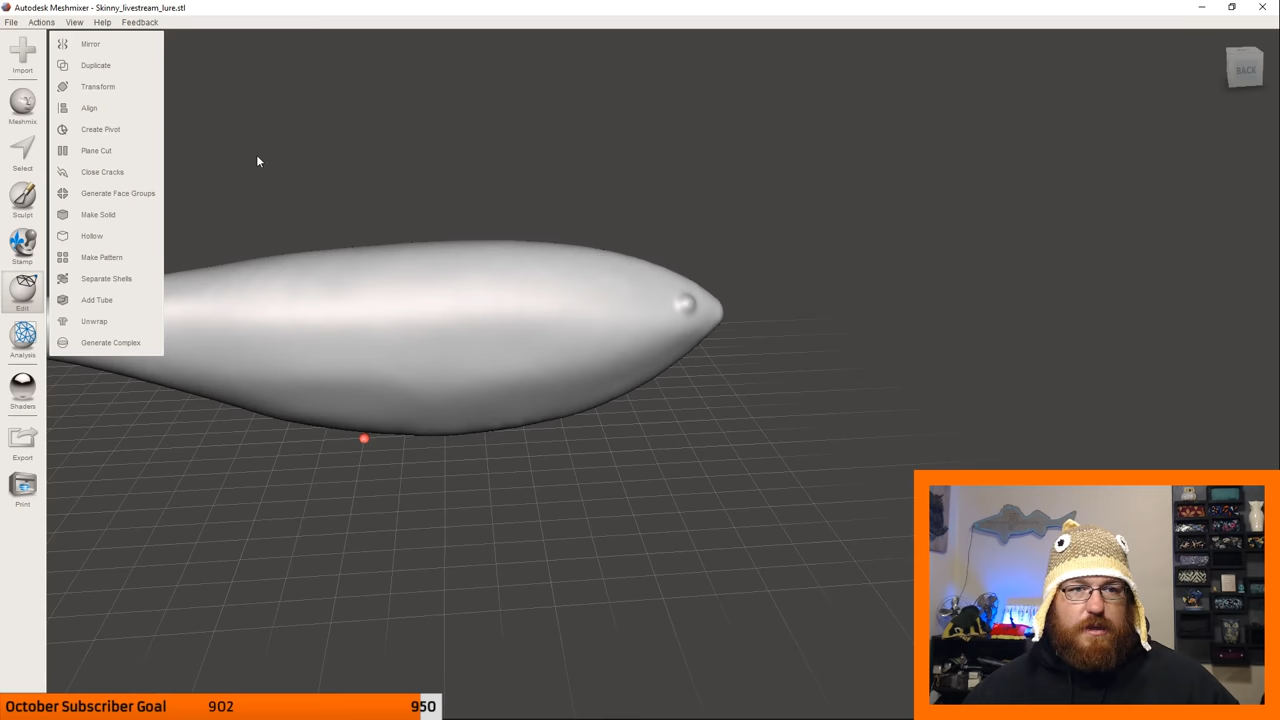 Autodesk Meshmixer - Skinny_livestream_lure.stl
File Actions View Help Feedback
Import
Meshmix
Select
Sculpt
Stamp
Edit
Analysis
Shaders
Export
Print
Mirror
Duplicate
Transform
Align
Create Pivot
Plane Cut
Close Cracks
Generate Face Groups
Make Solid
Hollow
Make Pattern
Separate Shells
Add Tube
Unwrap
Generate Complex
BACK
October Subscriber Goal 902 950